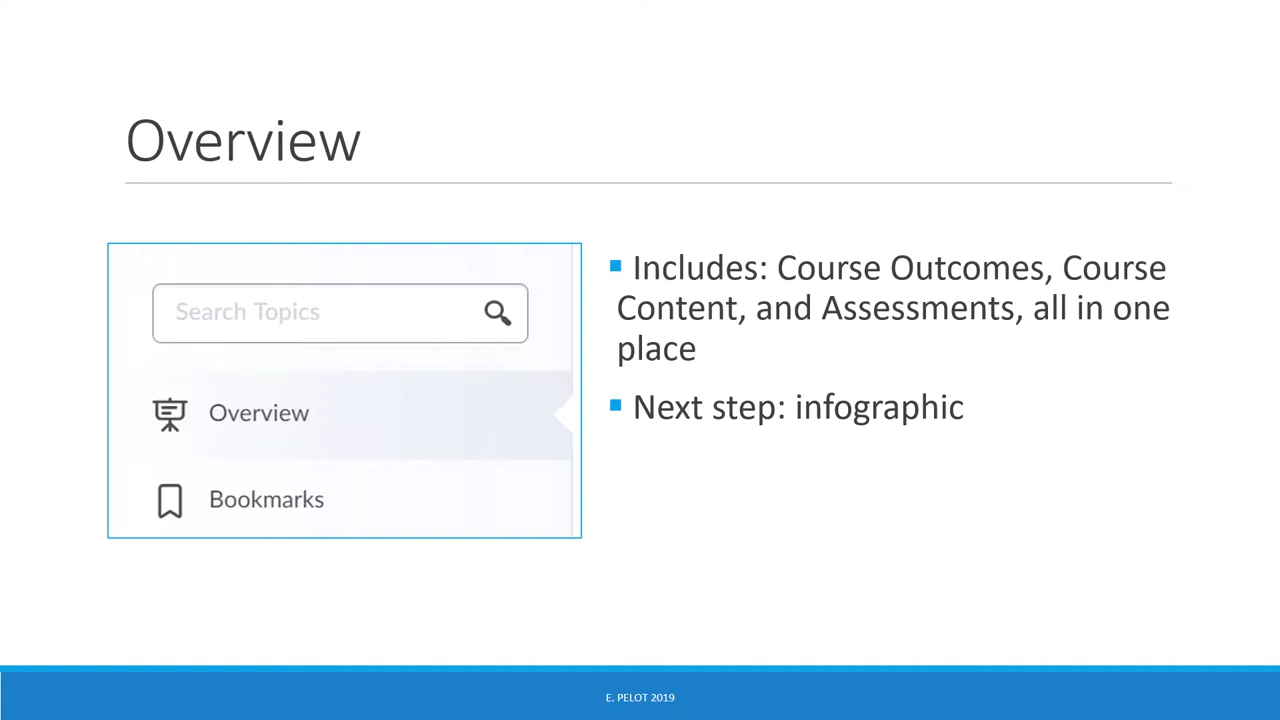 Overview
Search Topics
Overview
Bookmarks
Includes: Course Outcomes, Course
Content, and Assessments, all in one
place
Next step: infographic
E. PELOT 2019